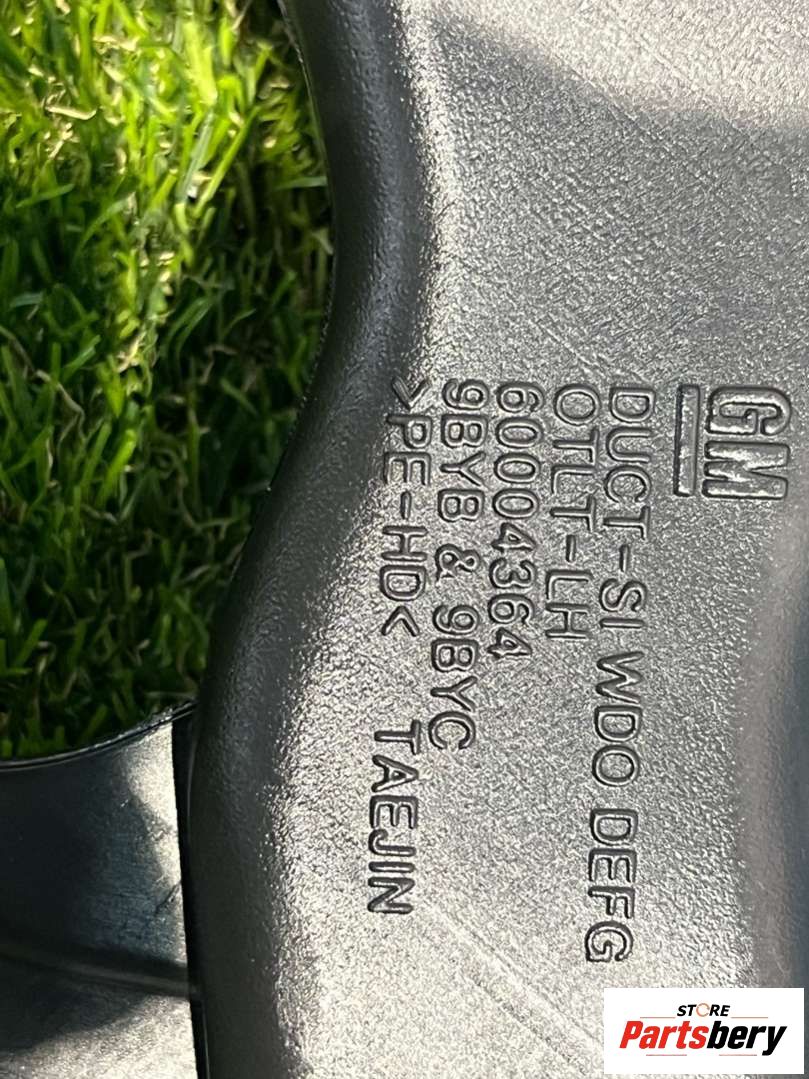 GM
DUCT-SI WDO DEFG
OTLT-LH
60004364
9BYB & 9BYC
>PE-HD< TAEJIN
STORE
Partsbery